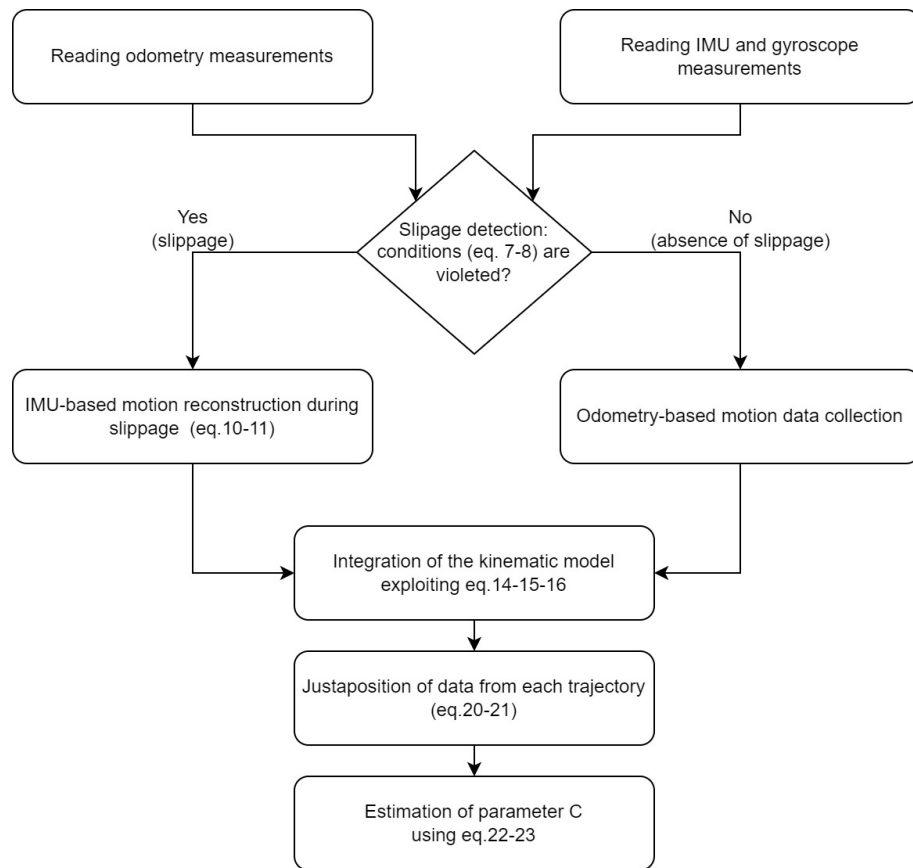 Reading odometry measurements
Reading IMU and gyroscope
measurements
Yes
(slippage)
Slipage detection:
conditions (eq. 7-8) are
violeted?
No
(absence of slippage)
IMU-based motion reconstruction during
slippage (eq.10-11)
Odometry-based motion data collection
Integration of the kinematic model
exploiting eq.14-15-16
Justaposition of data from each trajectory
(eq.20-21)
Estimation of parameter C
using eq.22-23